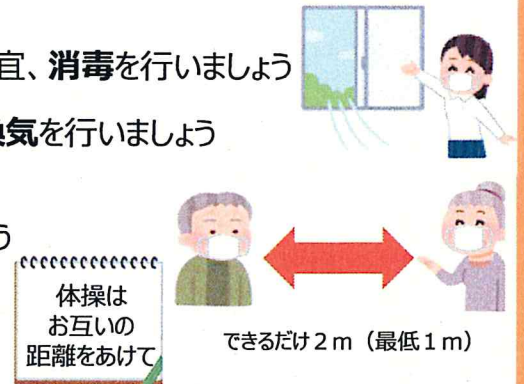 宜、消毒を行いましょう
気を行いましょう
う
体操は
お互いの
距離をあけて
できるだけ２ｍ（最低１ｍ）